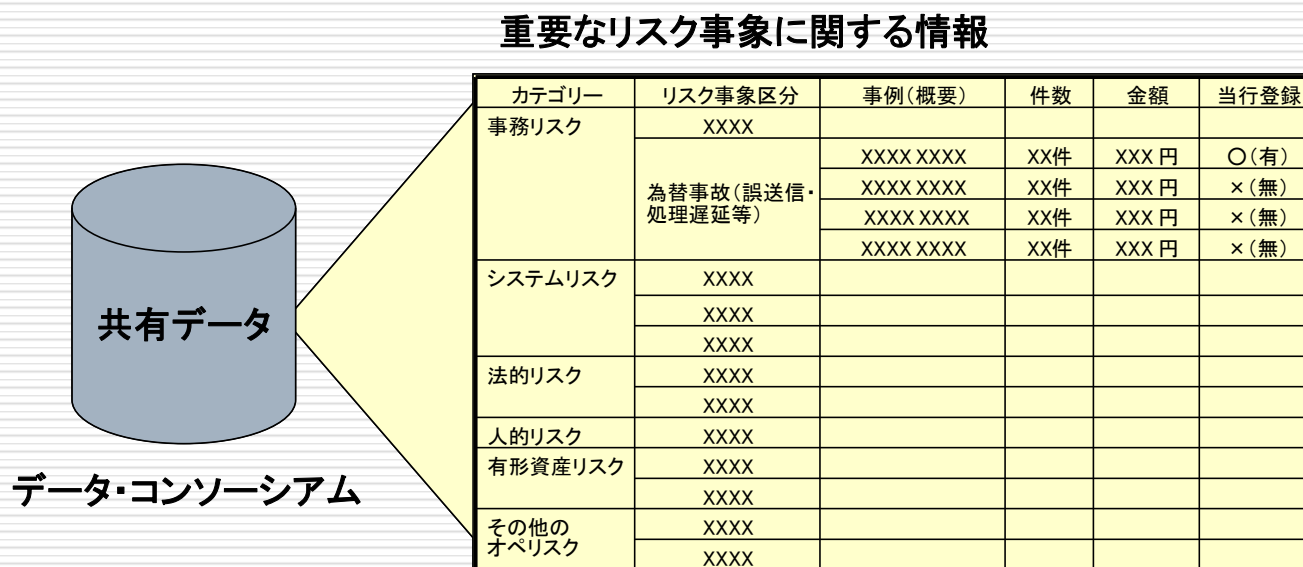 重要なリスク事象に関する情報
カテゴリー リスク事象区分 事例(概要) 件数 金額 当行登録
事務リスク XXXX
為替事故(誤送信・
処理遅延等)
XXXX XXXX XX件 XXX 円 ○(有)
XXXX XXXX XX件 XXX 円 ×(無)
XXXX XXXX XX件 XXX 円 ×(無)
XXXX XXXX XX件 XXX 円 ×(無)
システムリスク XXXX
XXXX
XXXX
法的リスク XXXX
XXXX
人的リスク XXXX
有形資産リスク XXXX
XXXX
その他の
オペリスク
XXXX
XXXX
共有データ
データ・コンソーシアム